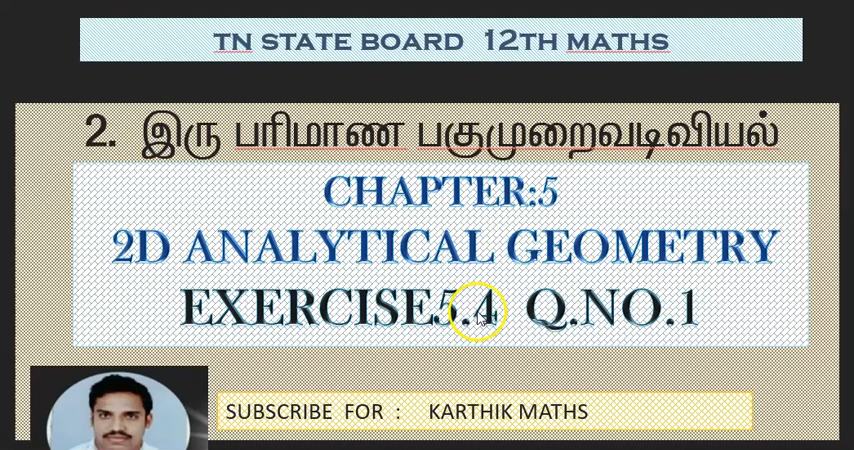 TN STATE BOARD 12TH MATHS
2. இரு பரிமாண பகுமுறைவடிவியல்
CHAPTER:5
2D ANALYTICAL GEOMETRY
EXERCISE5.4 Q.NO.1
SUBSCRIBE FOR : KARTHIK MATHS